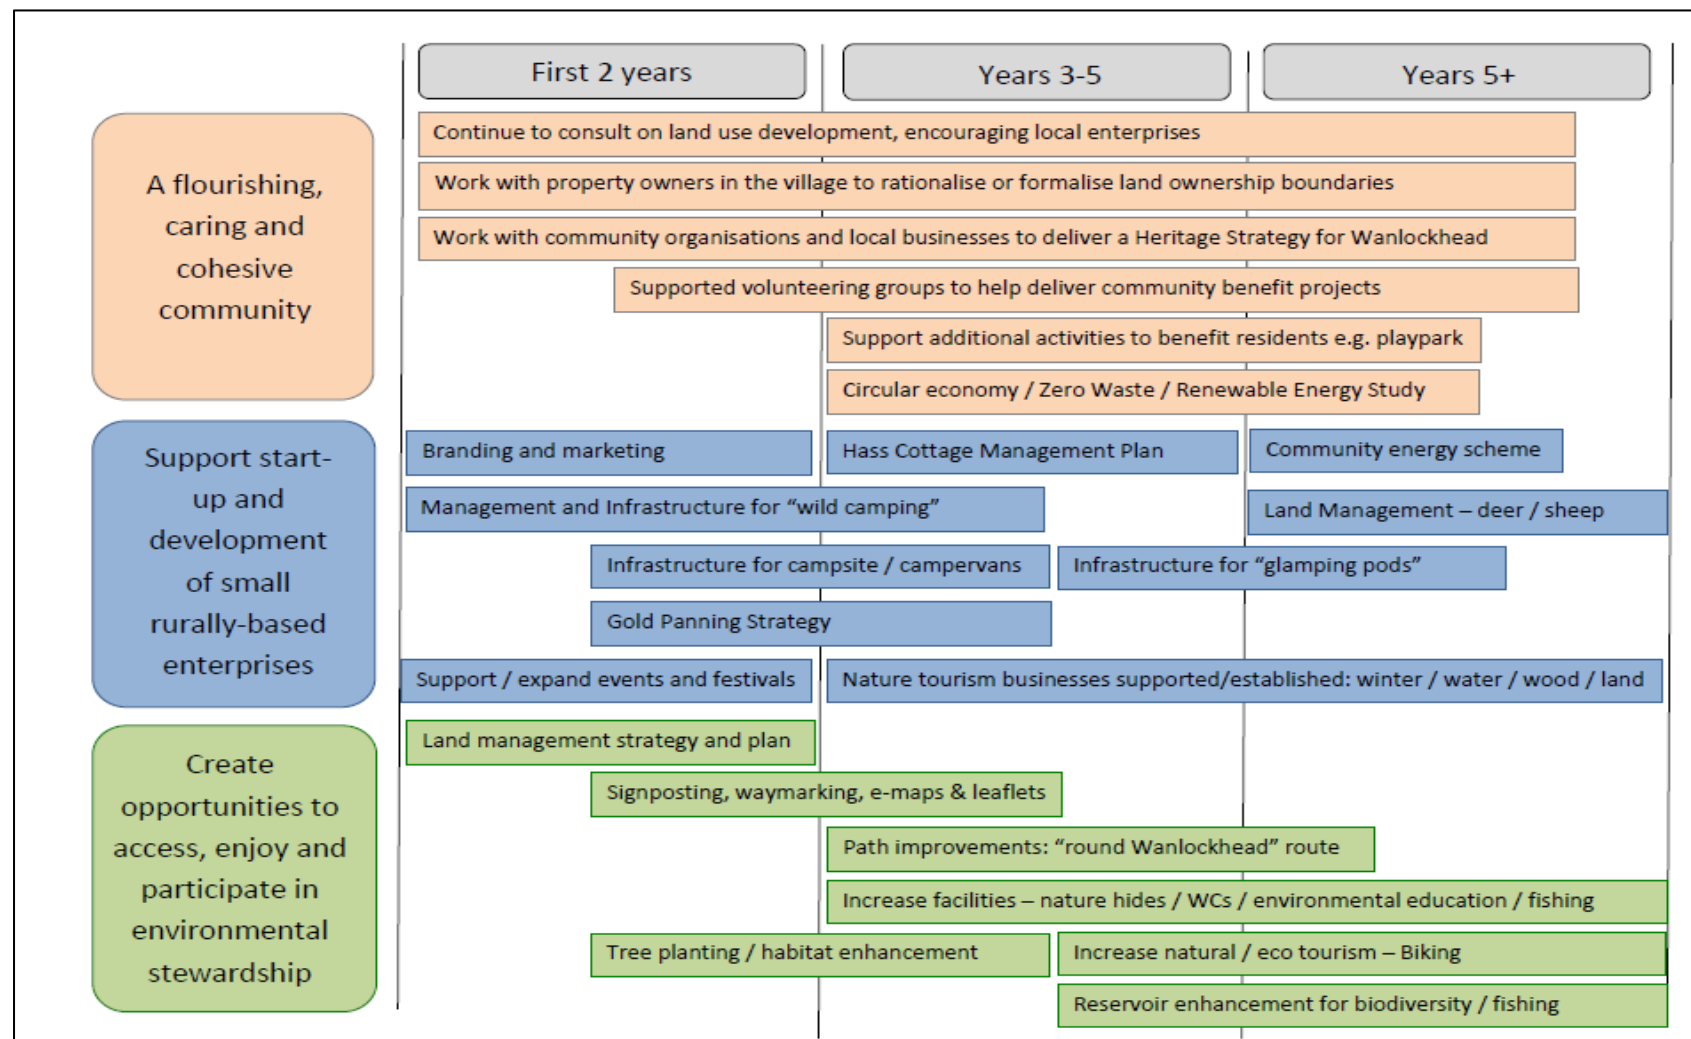 First 2 years
Years 3-5
Years 5+
A flourishing,
caring and
cohesive
community
Continue to consult on land use development, encouraging local enterprises
Work with property owners in the village to rationalise or formalise land ownership boundaries
Work with community organisations and local businesses to deliver a Heritage Strategy for Wanlockhead
Supported volunteering groups to help deliver community benefit projects
Support additional activities to benefit residents e.g. playpark
Circular economy / Zero Waste / Renewable Energy Study
Support start-
up and
development
of small
rurally-based
enterprises
Branding and marketing
Hass Cottage Management Plan
Community energy scheme
Management and Infrastructure for “wild camping”
Land Management – deer / sheep
Infrastructure for campsite / campervans
Infrastructure for “glamping pods”
Gold Panning Strategy
Support / expand events and festivals
Nature tourism businesses supported/established: winter / water / wood / land
Create
opportunities to
access, enjoy and
participate in
environmental
stewardship
Land management strategy and plan
Signposting, waymarking, e-maps & leaflets
Path improvements: “round Wanlockhead” route
Increase facilities – nature hides / WCs / environmental education / fishing
Tree planting / habitat enhancement
Increase natural / eco tourism – Biking
Reservoir enhancement for biodiversity / fishing